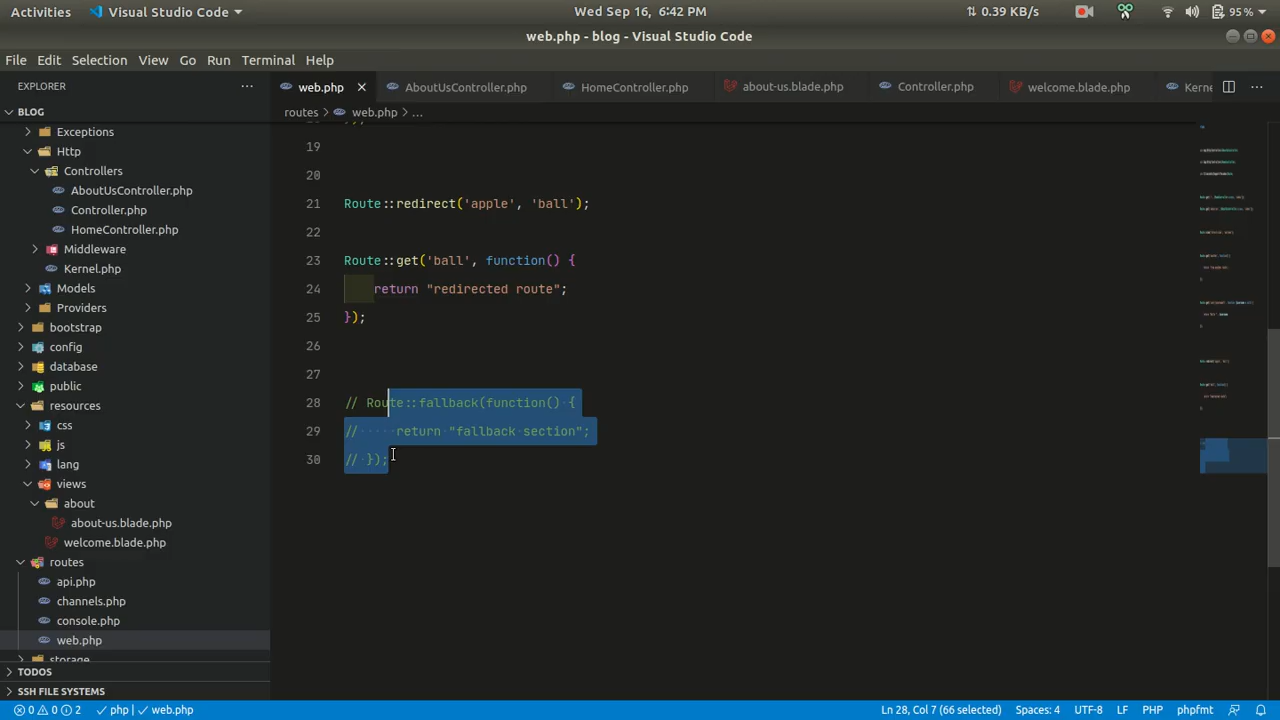 Activities
Visual Studio Code
Wed Sep 16, 6:42 PM
0.39 KB/s
95%
web.php - blog - Visual Studio Code
File Edit Selection View Go Run Terminal Help
EXPLORER
web.php
AboutUsController.php
HomeController.php
about-us.blade.php
Controller.php
welcome.blade.php
Kerne
BLOG
Exceptions
Http
Controllers
AboutUsController.php
Controller.php
HomeController.php
Middleware
Kernel.php
Models
Providers
bootstrap
config
database
public
resources
css
js
lang
views
about
about-us.blade.php
welcome.blade.php
routes
api.php
channels.php
console.php
web.php
storage
TODOS
SSH FILE SYSTEMS
routes > web.php > ...
19
20
21 Route::redirect('apple', 'ball');
22
23 Route::get('ball', function() {
24 return "redirected route";
25 });
26
27
28 // Route::fallback(function() {
29 // return "fallback section";
30 // });
0 0 2 php web.php
Ln 28, Col 7 (66 selected) Spaces: 4 UTF-8 LF PHP phpfmt